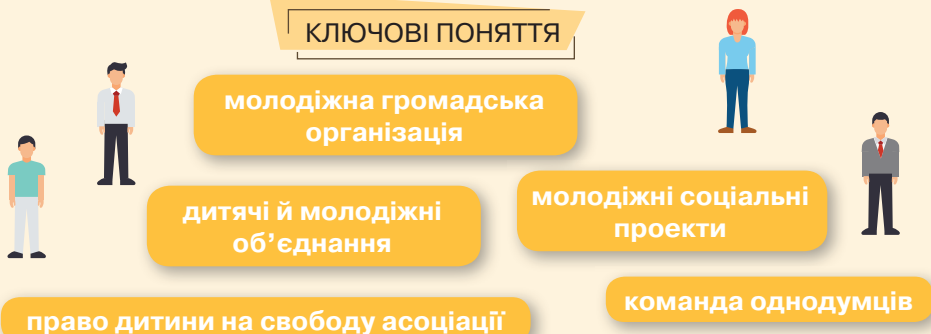 КЛЮЧОВІ ПОНЯТТЯ
молодіжна громадська
організація
дитячі й молодіжні
об’єднання
молодіжні соціальні
проекти
право дитини на свободу асоціації
команда однодумців